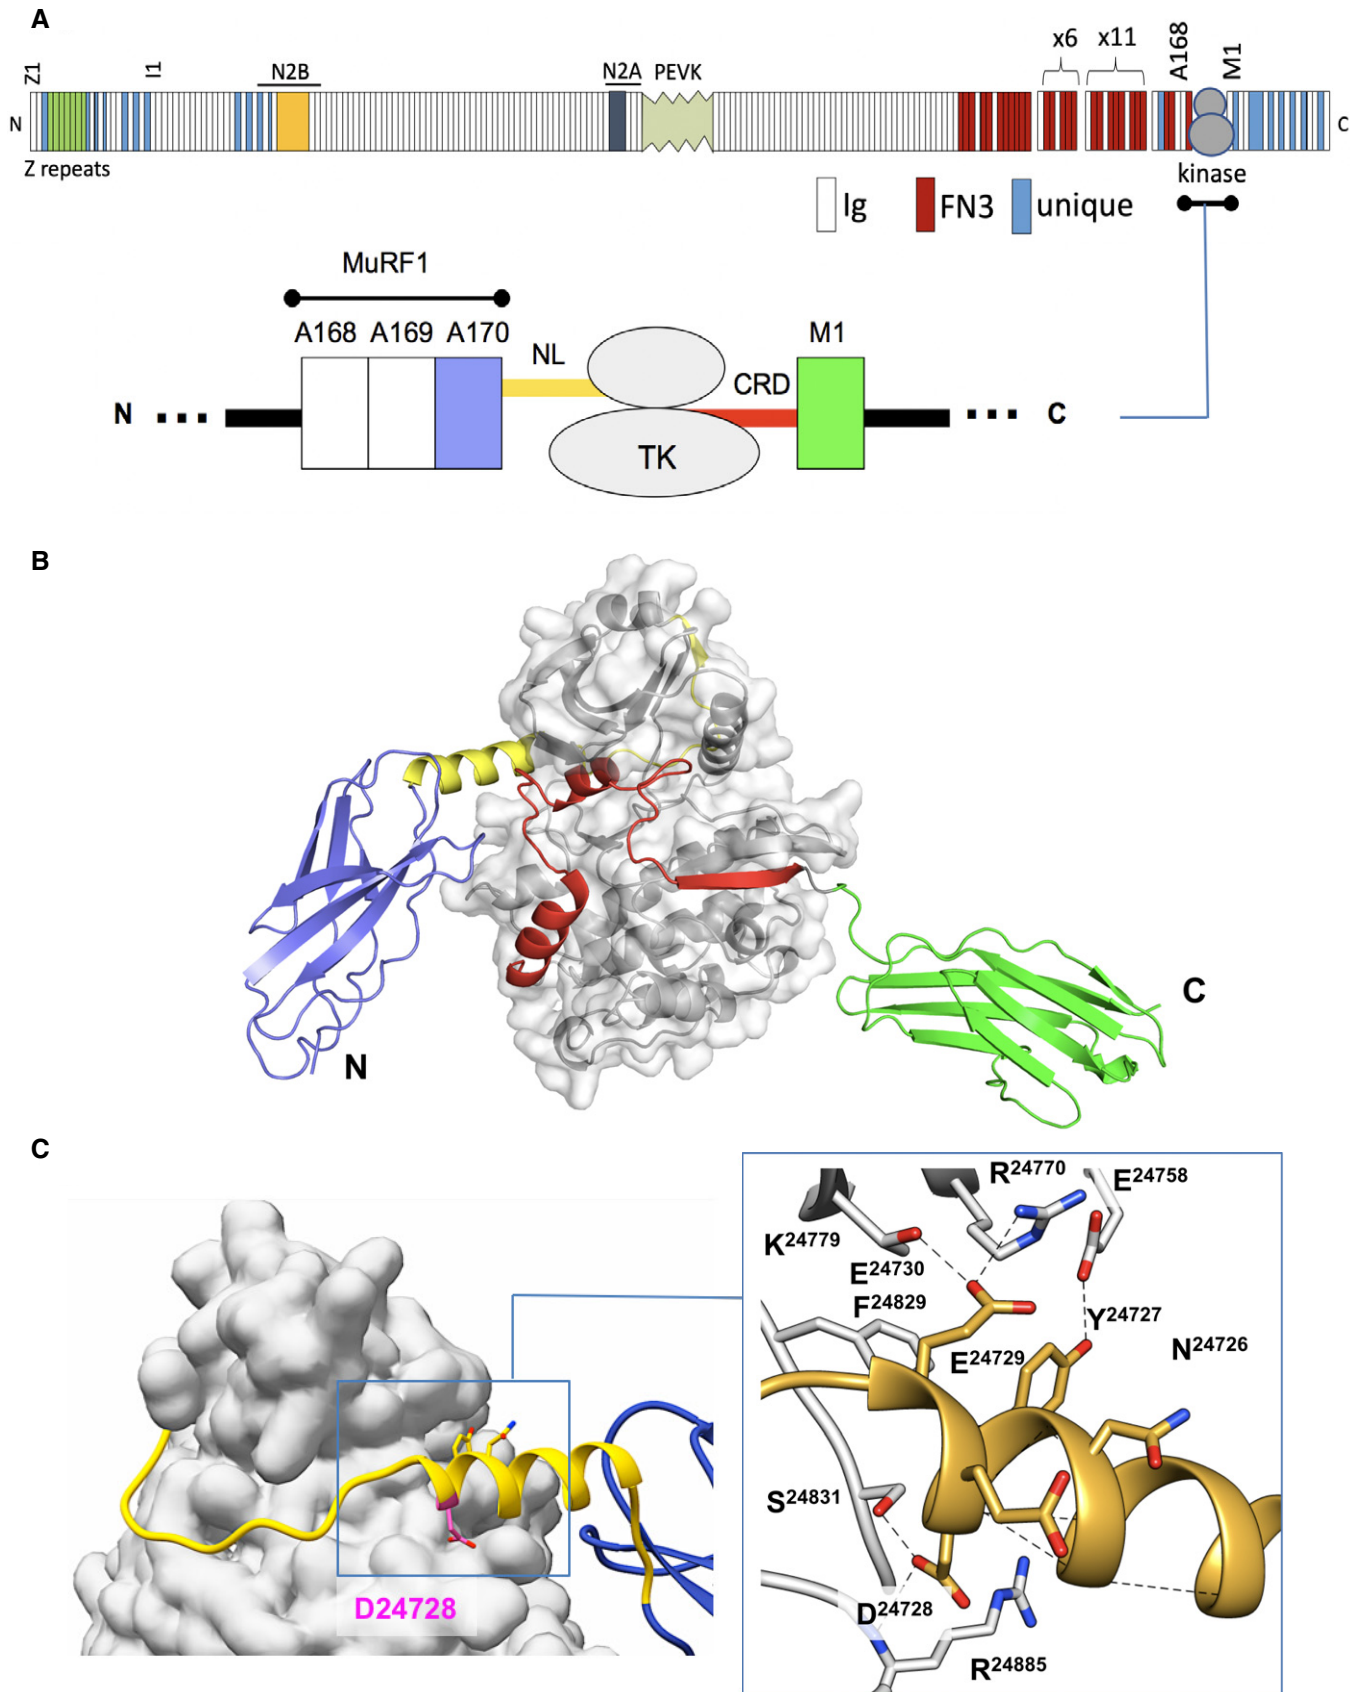 A
x6 x11 A168 M1
Z1 I1 N2B N2A PEVK
N C
Z repeats
kinase
Ig FN3 unique
MuRF1
A168 A169 A170 M1
NL CRD
N ... ... C
TK
B
N
C
C
D24728
R24770 E24758
K24779
E24730
F24829
Y24727
E24729 N24726
S24831
D24728
R24885